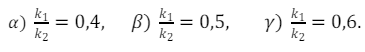 α) k₁/k₂ = 0,4, β) k₁/k₂ = 0,5, γ) k₁/k₂ = 0,6.